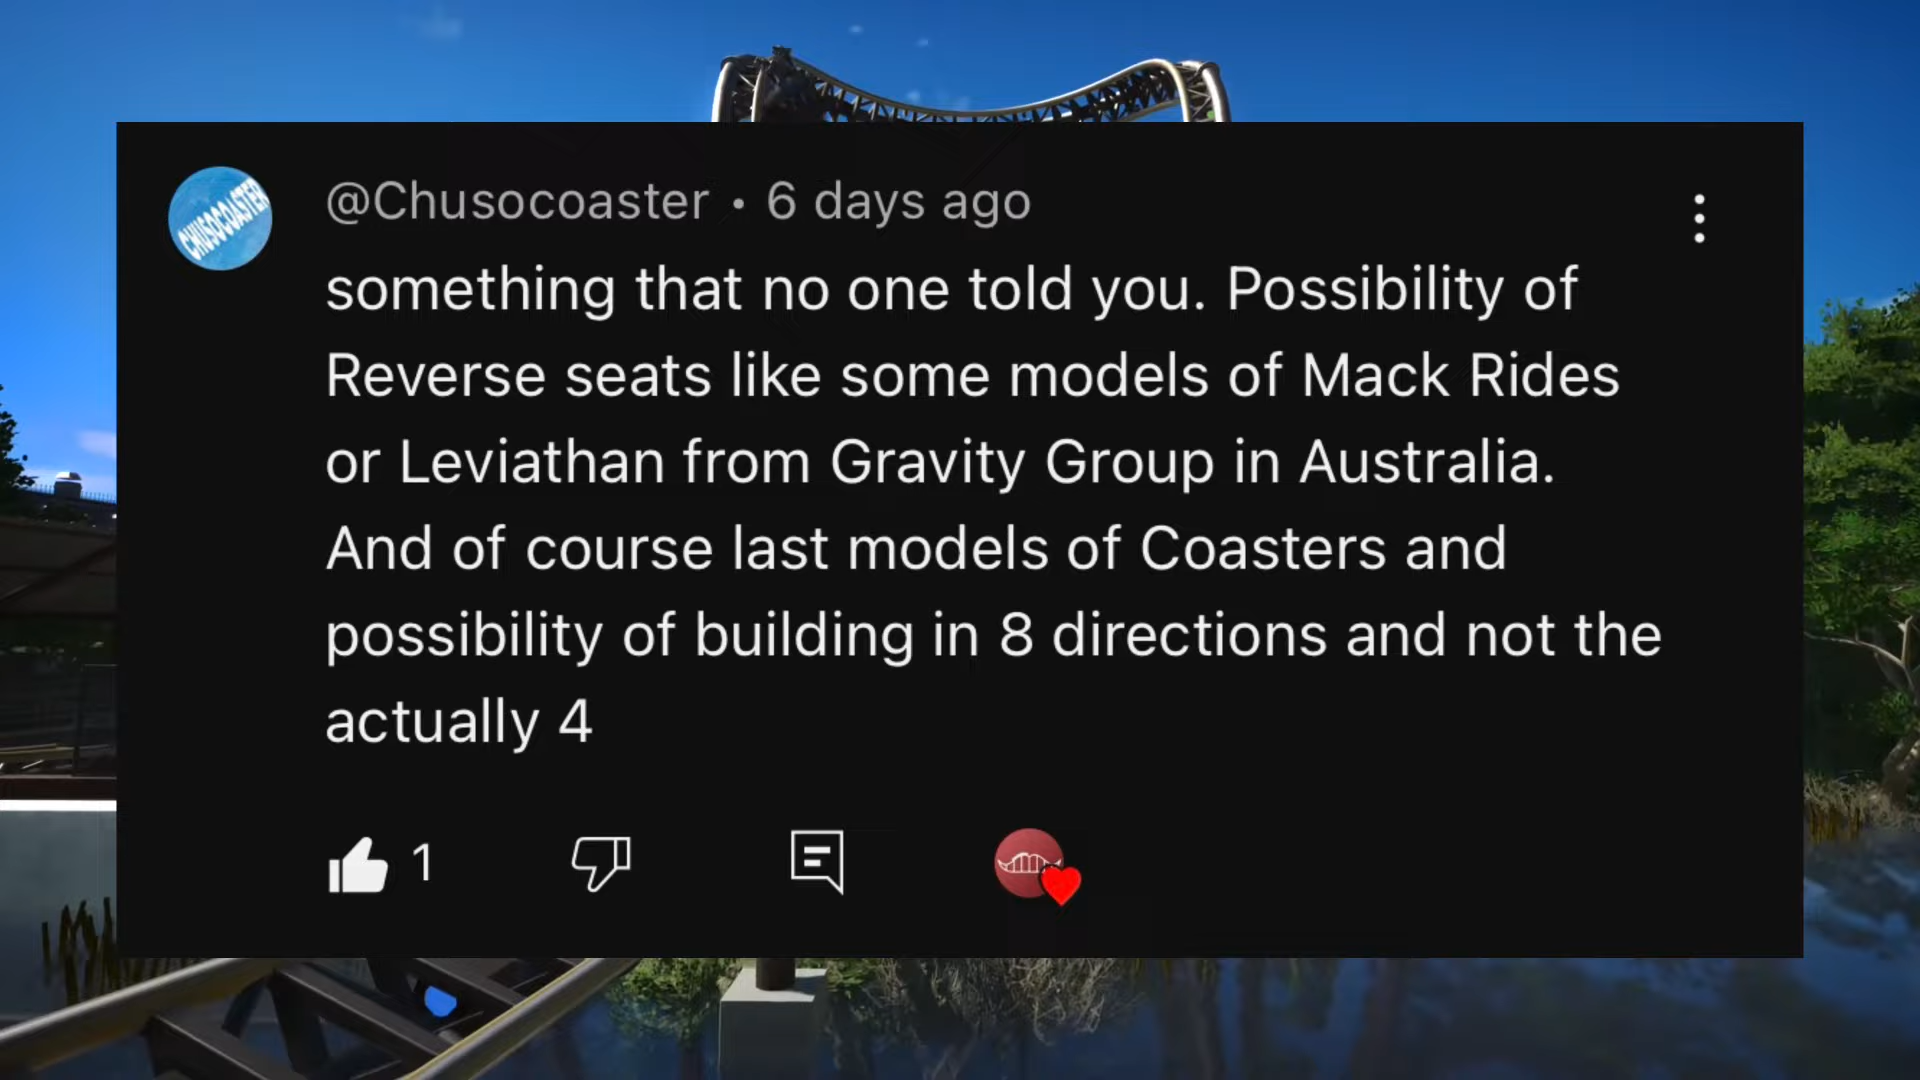 CHUSOCOASTER
@Chusocoaster • 6 days ago
something that no one told you. Possibility of
Reverse seats like some models of Mack Rides
or Leviathan from Gravity Group in Australia.
And of course last models of Coasters and
possibility of building in 8 directions and not the
actually 4
1